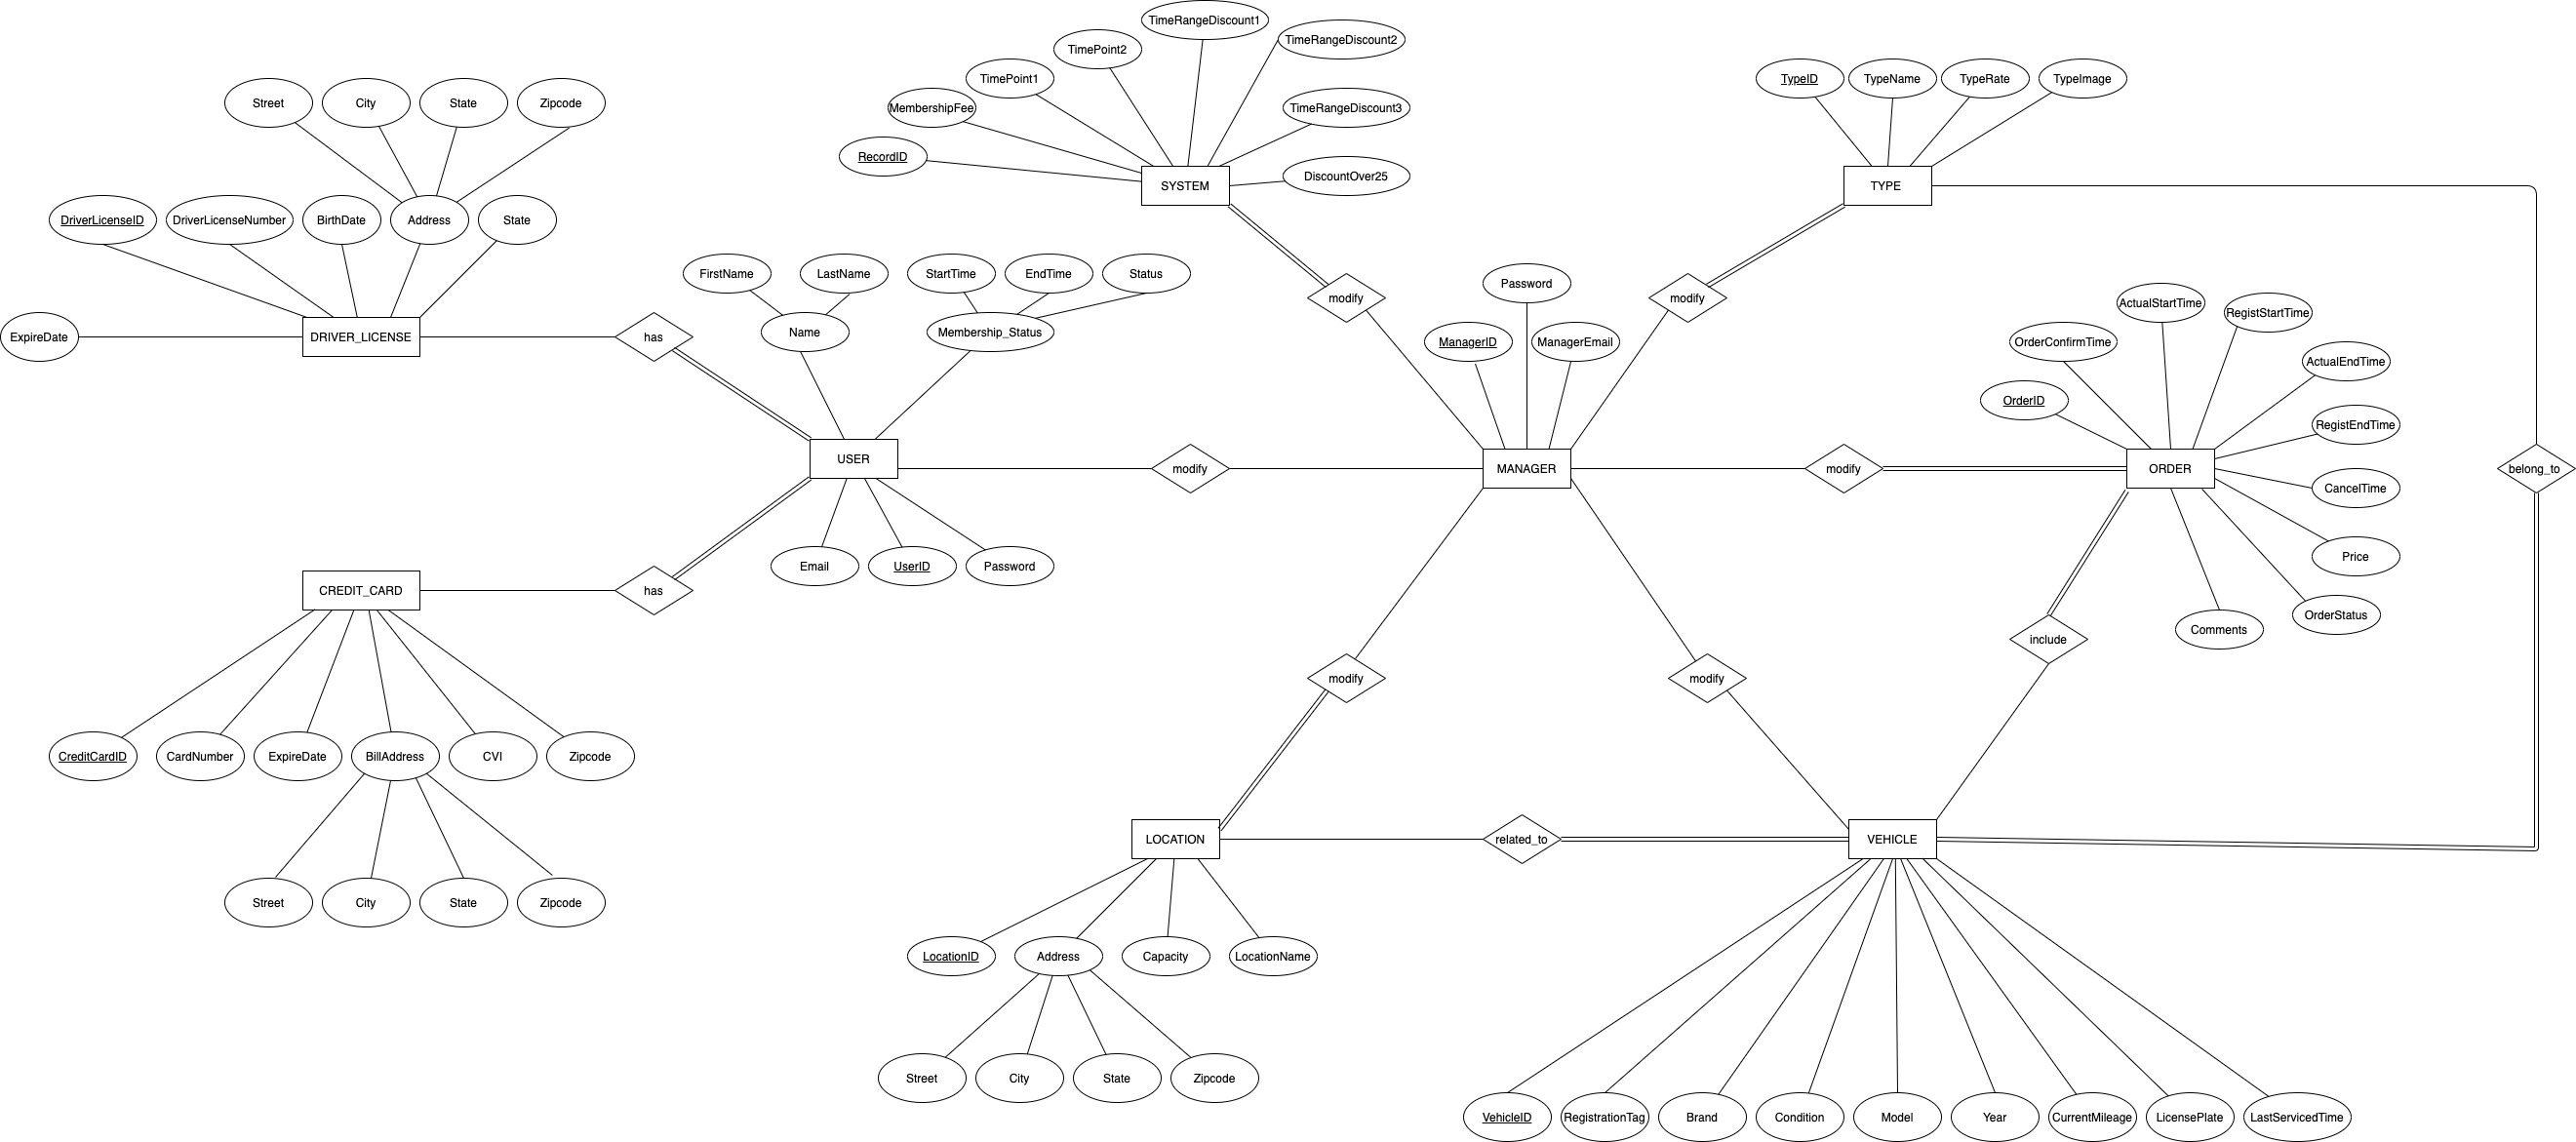 TimeRangeDiscount1
TimeRangeDiscount2
TimePoint2
TimePoint1
TypeID
TypeName
TypeRate
TypeImage
Street
City
State
Zipcode
MembershipFee
TimeRangeDiscount3
RecordID
DiscountOver25
SYSTEM
TYPE
DriverLicenseID
DriverLicenseNumber
BirthDate
Address
State
FirstName
LastName
StartTime
EndTime
Status
modify
Password
modify
ActualStartTime
RegistStartTime
ExpireDate
DRIVER_LICENSE
has
Name
Membership_Status
ManagerID
ManagerEmail
OrderConfirmTime
ActualEndTime
OrderID
RegistEndTime
USER
modify
MANAGER
modify
ORDER
belong_to
CancelTime
Email
UserID
Password
Price
CREDIT_CARD
has
OrderStatus
Comments
include
modify
modify
CreditCardID
CardNumber
ExpireDate
BillAddress
CVI
Zipcode
LOCATION
related_to
VEHICLE
Street
City
State
Zipcode
LocationID
Address
Capacity
LocationName
Street
City
State
Zipcode
VehicleID
RegistrationTag
Brand
Condition
Model
Year
CurrentMileage
LicensePlate
LastServicedTime